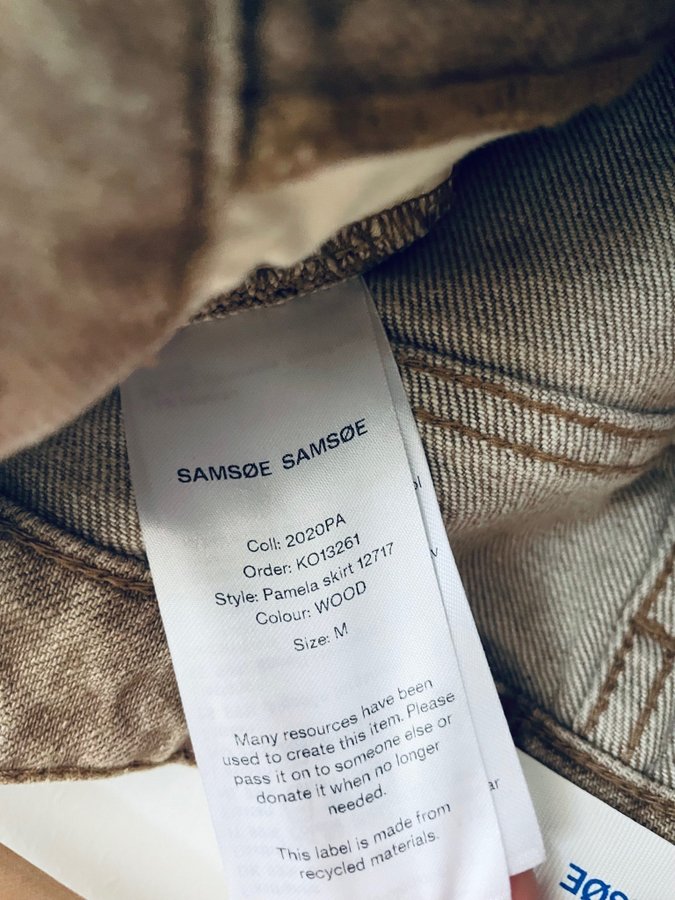 SAMSØE SAMSØE
Coll: 2020PA
Order: KO13261
Style: Pamela skirt 12717
Colour: WOOD
Size: M
Many resources have been
used to create this item. Please
pass it on to someone else or
donate it when no longer
needed.
This label is made from
recycled materials.